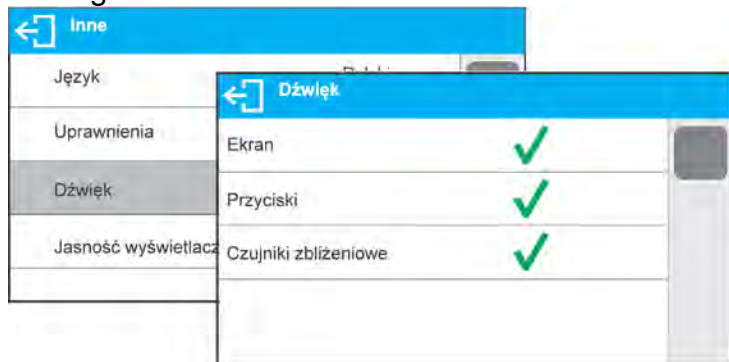 Inne
Język
Uprawnienia
Dźwięk
Jasność wyświetlacz
Dźwięk
Ekran
Przyciski
Czujniki zbliżeniowe